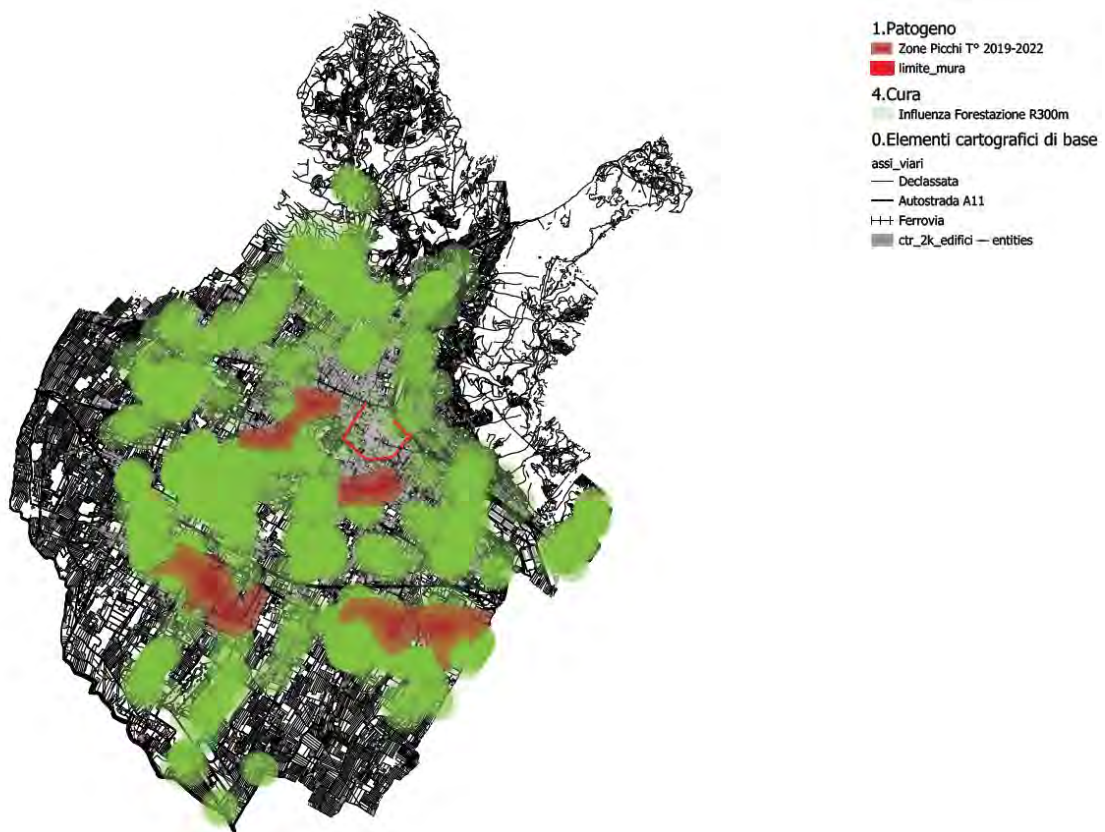 1.Patogeno
Zone Picchi T° 2019-2022
limite_mura
4.Cura
Influenza Forestazione R300m
0.Elementi cartografici di base
assi_viari
Declassata
Autostrada A11
Ferrovia
ctr_2k_edifici — entities